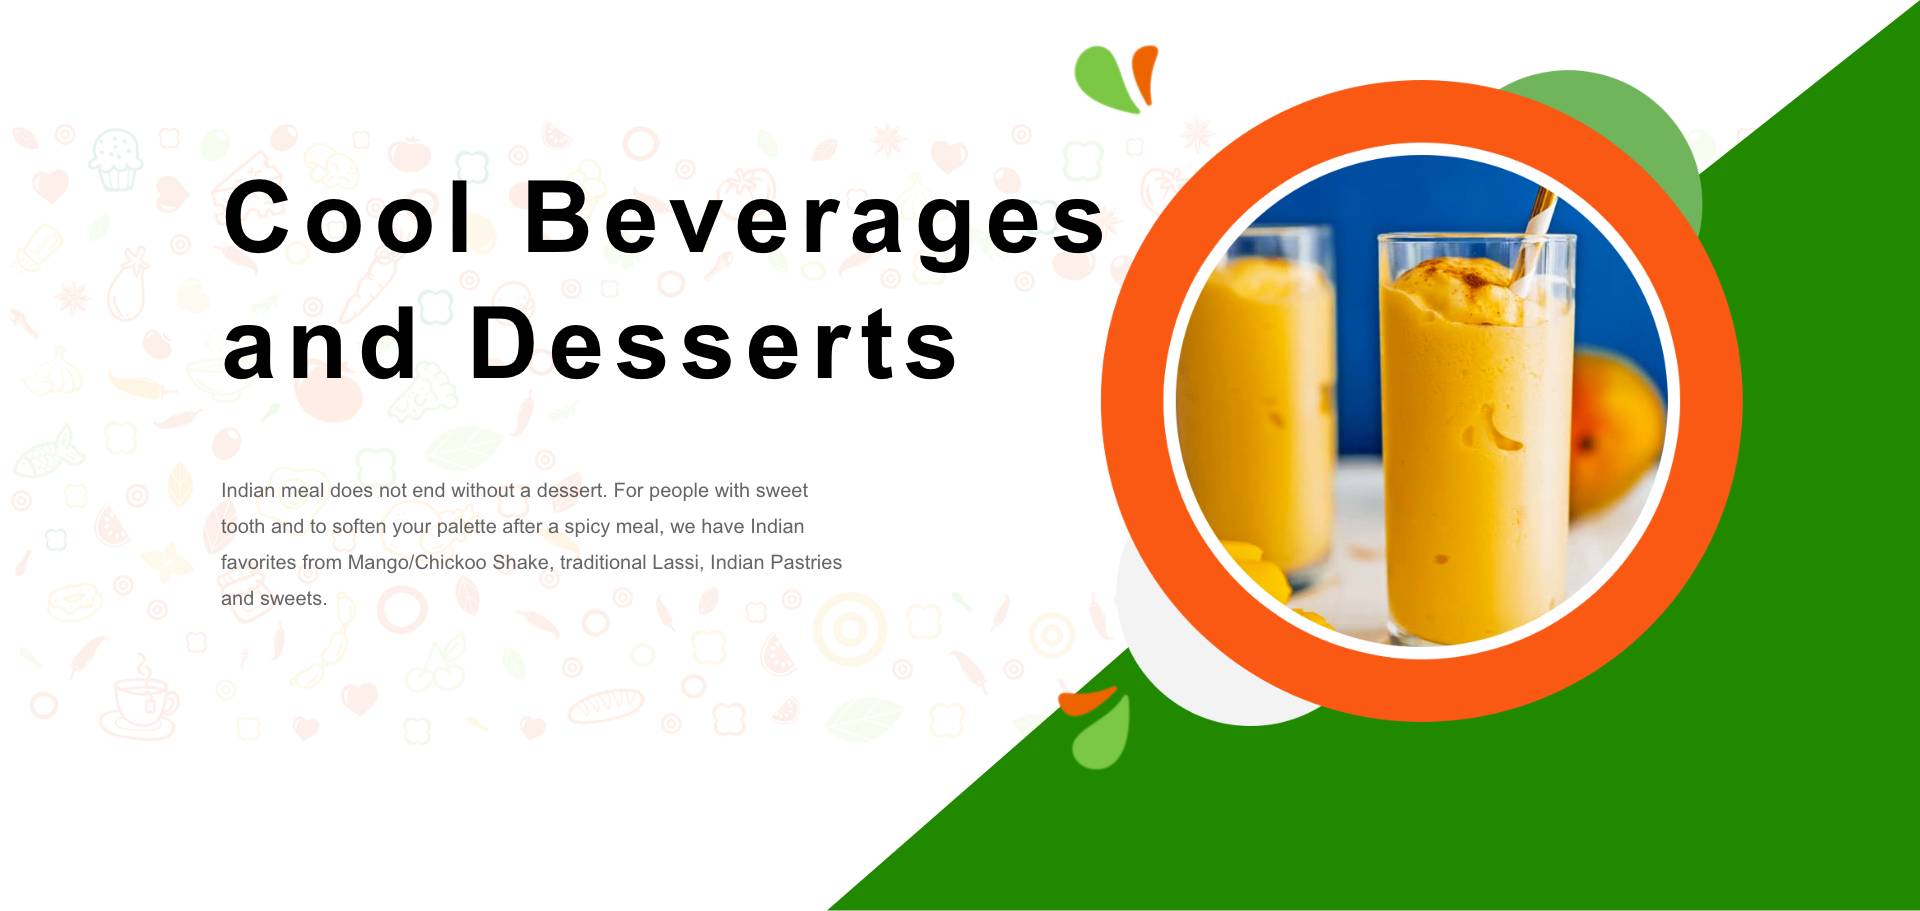 Cool Beverages
and Desserts
Indian meal does not end without a dessert. For people with sweet
tooth and to soften your palette after a spicy meal, we have Indian
favorites from Mango/Chickoo Shake, traditional Lassi, Indian Pastries
and sweets.